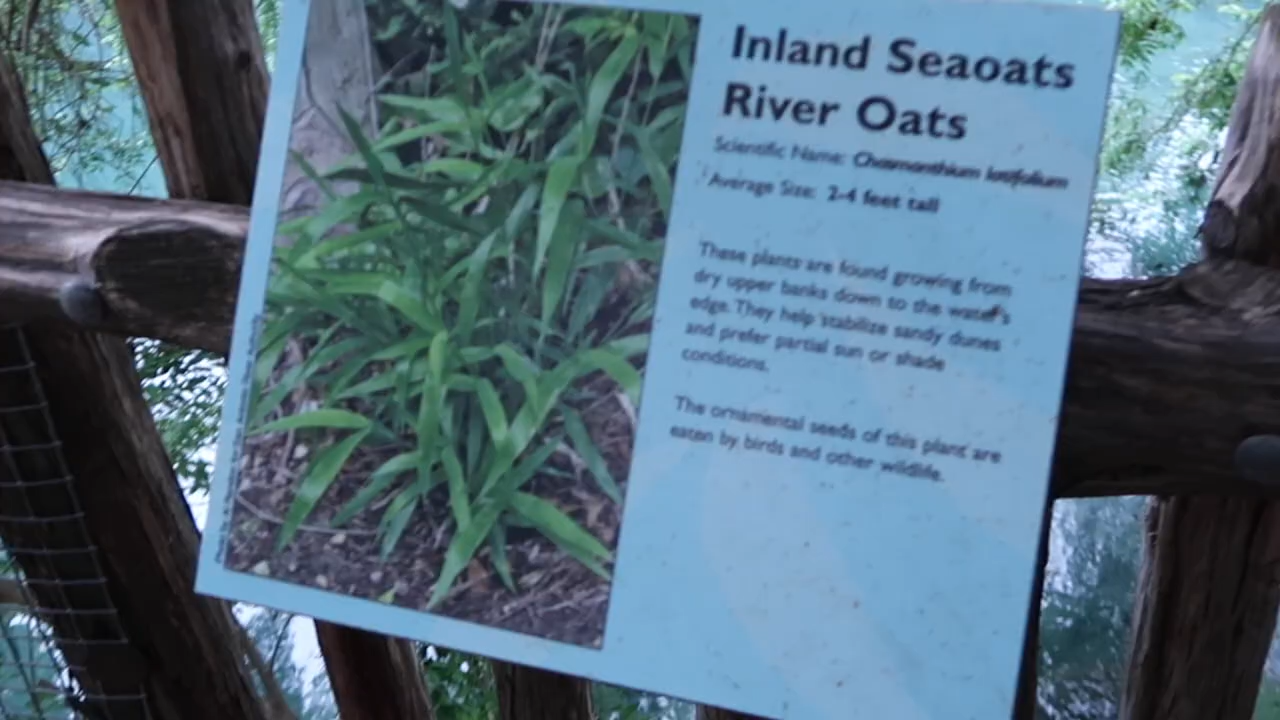 Inland Seaoats
River Oats
Scientific Name: Chasmanthium latifolium
Average Size: 2-4 feet tall
These plants are found growing from
dry upper banks down to the water's
edge. They help stabilize sandy dunes
and prefer partial sun or shade
conditions.
The ornamental seeds of this plant are
eaten by birds and other wildlife.